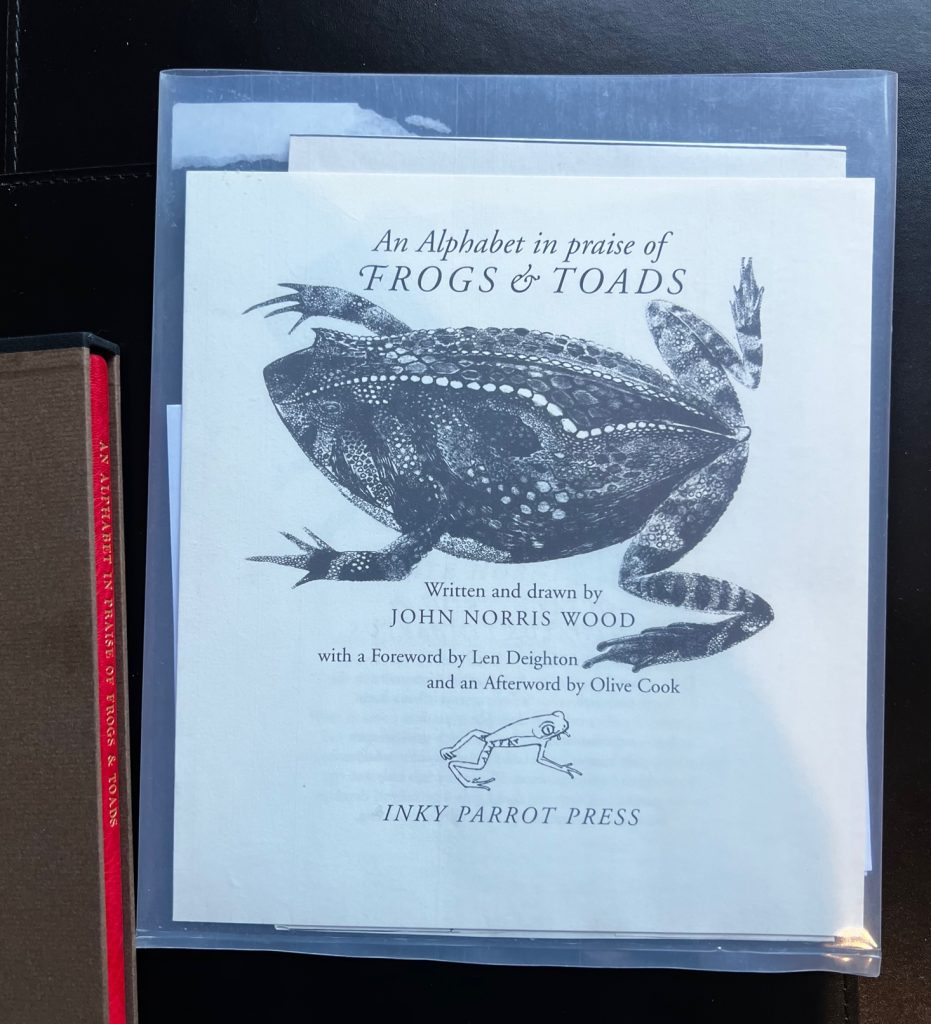 An Alphabet in praise of
FROGS & TOADS
Written and drawn by
JOHN NORRIS WOOD
with a Foreword by Len Deighton
and an Afterword by Olive Cook
INKY PARROT PRESS
AN ALPHABET IN PRAISE OF FROGS & TOADS